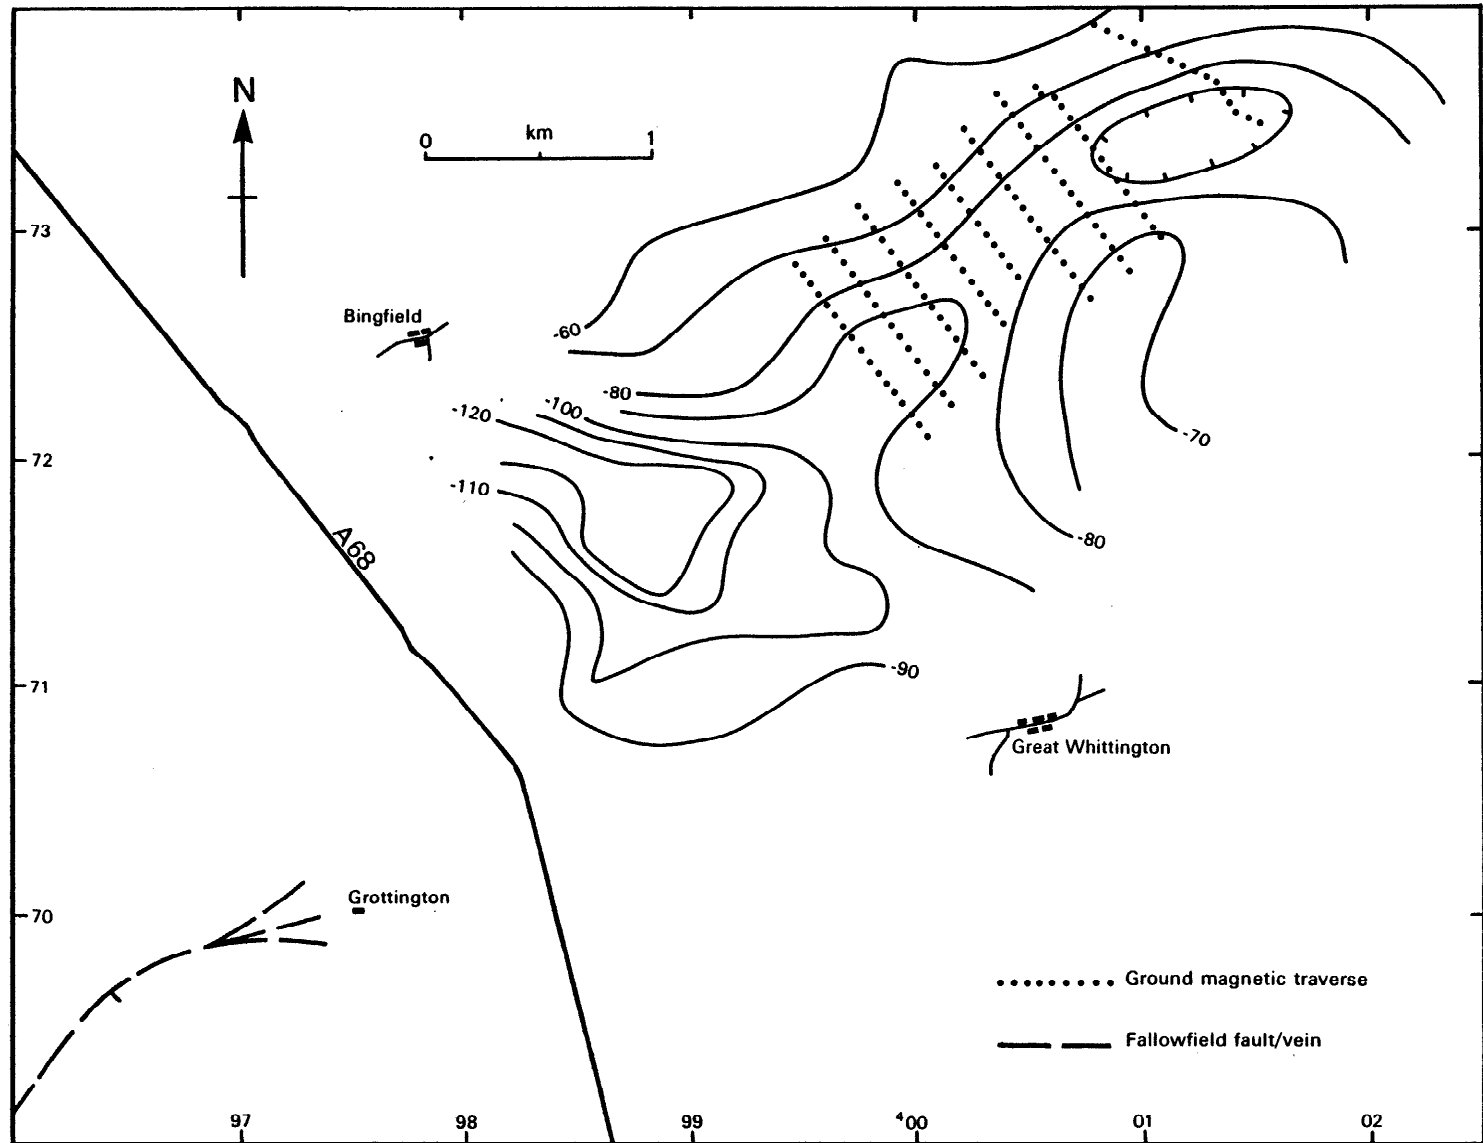 N
0 km 1
73
Bingfield
-60
-80
-120 -100
-70
72
-110
A68
-80
-90
71
Great Whittington
70
Grottington
Ground magnetic traverse
Fallowfield fault/vein
97 98 99 ⁴00 01 02